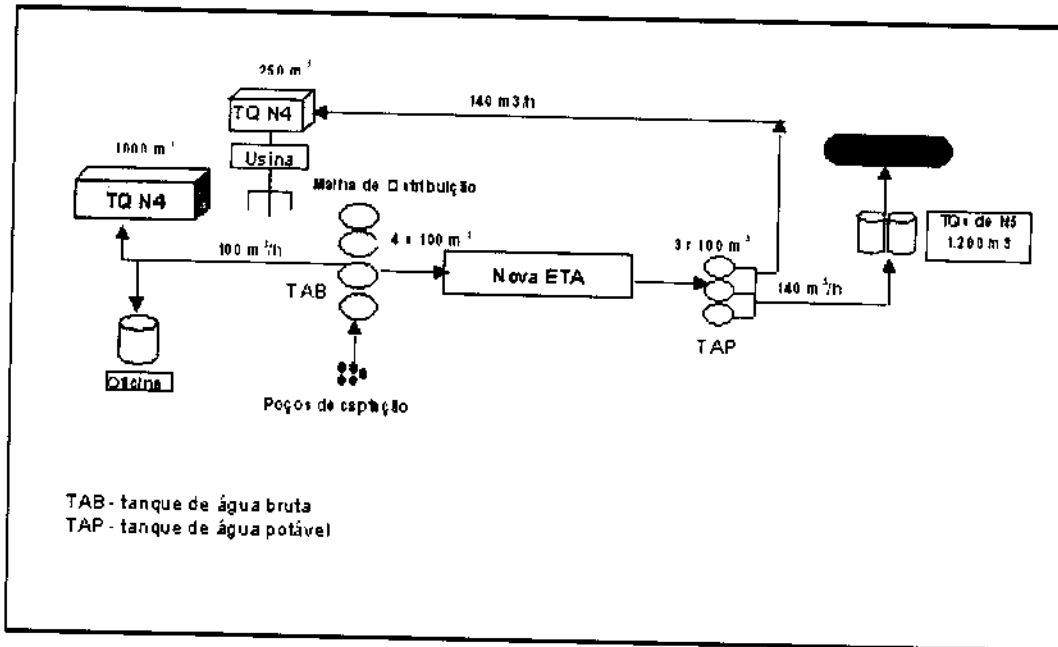 250 m³
TQ N4
140 m3/h
Usina
1000 m³
TQ N4
Malha de Distribuição
100 m³/h
4 x 100 m³
TAB
Nova ETA
3 x 100 m³
140 m³/h
TAP
TQs de N5
1.200 m3
Oficina
Poços de captação
TAB - tanque de água bruta
TAP - tanque de água potável